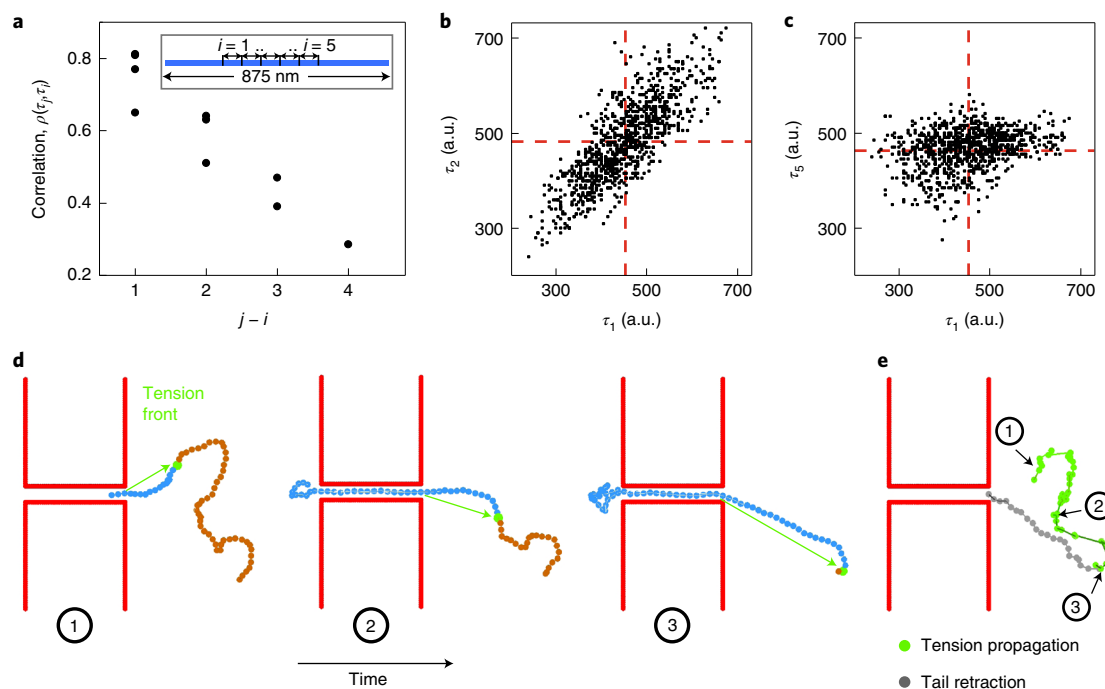 a
0.8
0.6
0.4
0.2
Correlation, ρ(τj,τi)
i = 1 .. .. i = 5
875 nm
1 2 3 4
j – i
b
700
500
300
τ2 (a.u.)
300 500 700
τ1 (a.u.)
c
700
500
300
τ5 (a.u.)
300 500 700
τ1 (a.u.)
d
Tension
front
1
2
3
Time
e
1
2
3
Tension propagation
Tail retraction